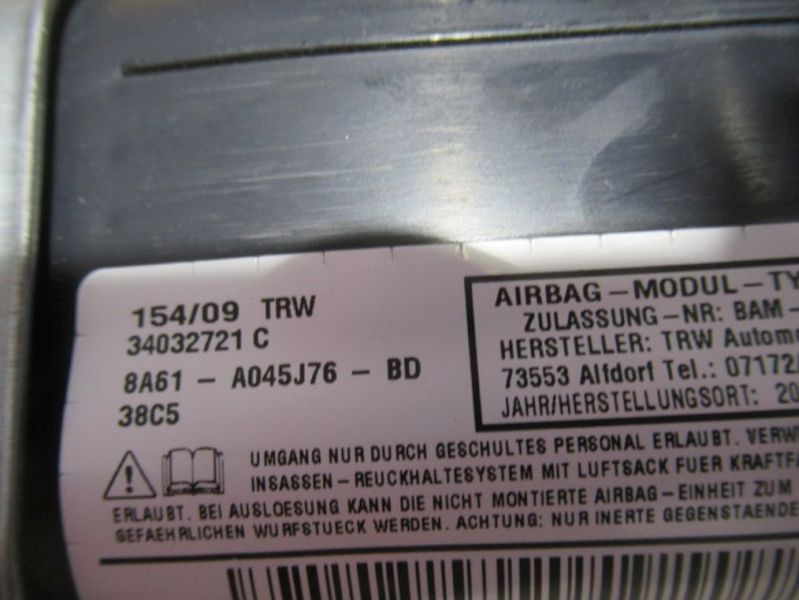 154/09 TRW
34032721 C
8A61 - A045J76 - BD
38C5
AIRBAG-MODUL-TY
ZULASSUNG-NR: BAM-
HERSTELLER: TRW Automo
73553 Alfdorf Tel.: 07172/
JAHR/HERSTELLUNGSORT: 20
UMGANG NUR DURCH GESCHULTES PERSONAL ERLAUBT. VERW
INSASSEN-REUCKHALTESYSTEM MIT LUFTSACK FUER KRAFTFA
ERLAUBT. BEI AUSLOESUNG KANN DIE NICHT MONTIERTE AIRBAG-EINHEIT ZUM
GEFAEHRLICHEN WURFSTUECK WERDEN. ACHTUNG: NUR INERTE GEGENSTAENDE